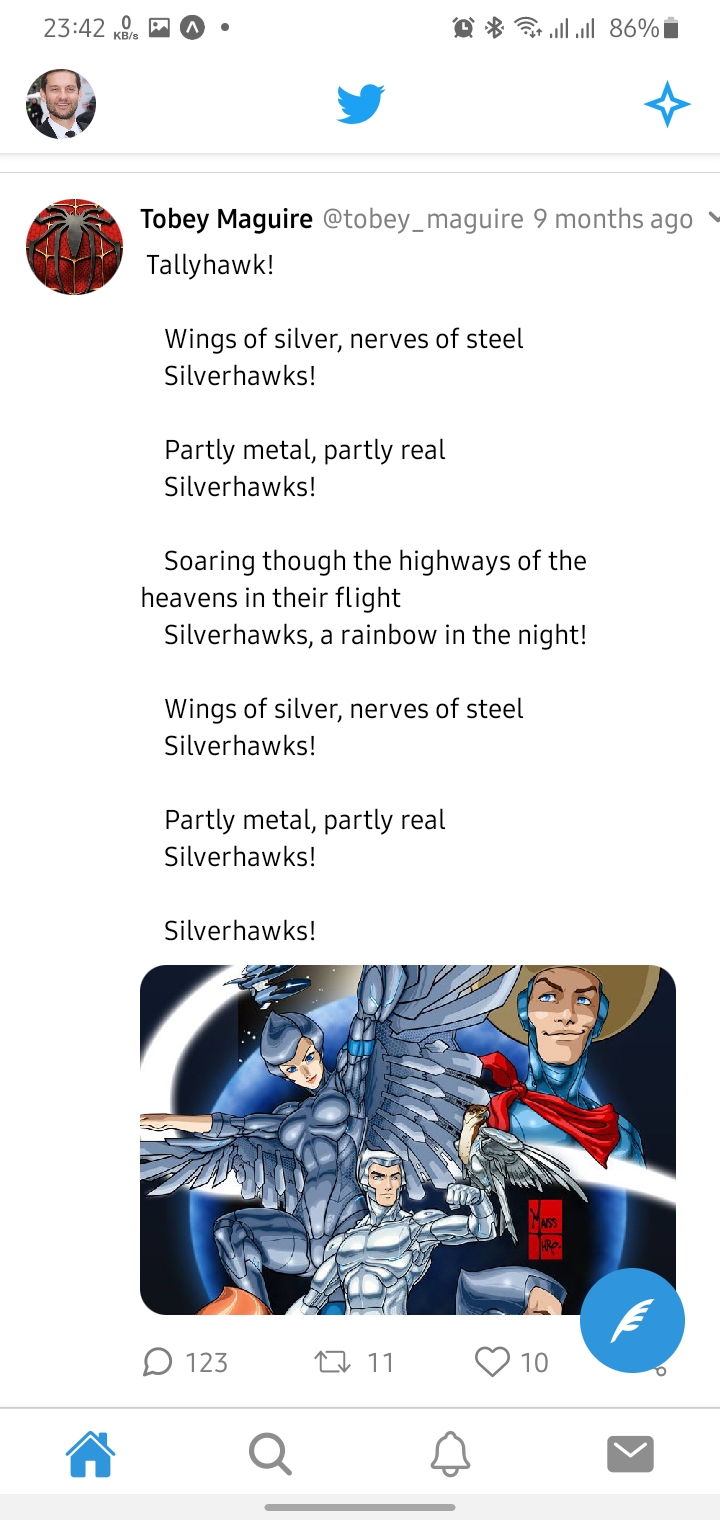 23:42 0 KB/s 86%
Tobey Maguire @tobey_maguire 9 months ago
Tallyhawk!
Wings of silver, nerves of steel
Silverhawks!
Partly metal, partly real
Silverhawks!
Soaring though the highways of the
heavens in their flight
Silverhawks, a rainbow in the night!
Wings of silver, nerves of steel
Silverhawks!
Partly metal, partly real
Silverhawks!
Silverhawks!
123 11 10